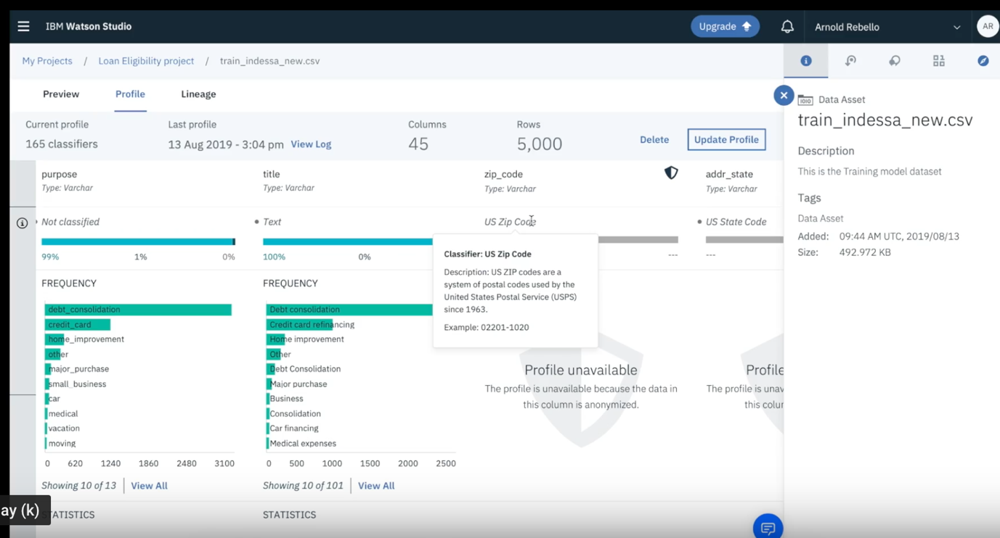 IBM Watson Studio
Upgrade
Arnold Rebello
AR
My Projects / Loan Eligibility project / train_indessa_new.csv
Preview
Profile
Lineage
Current profile
165 classifiers
Last profile
13 Aug 2019 - 3:04 pm View Log
Columns
45
Rows
5,000
Delete
Update Profile
purpose
Type: Varchar
Not classified
99% 1% 0%
FREQUENCY
debt_consolidation
credit_card
home_improvement
other
major_purchase
small_business
car
medical
vacation
moving
0 620 1240 1860 2480 3100
Showing 10 of 13 | View All
STATISTICS
title
Type: Varchar
Text
100% 0%
FREQUENCY
Debt consolidation
Credit card refinancing
Home improvement
Other
Debt Consolidation
Major purchase
Business
Consolidation
Car financing
Medical expenses
0 500 1000 1500 2000 2500
Showing 10 of 101 | View All
STATISTICS
zip_code
Type: Varchar
US Zip Code
---
Classifier: US Zip Code
Description: US ZIP codes are a
system of postal codes used by the
United States Postal Service (USPS)
since 1963.
Example: 02201-1020
Profile unavailable
The profile is unavailable because the data in
this column is anonymized.
addr_state
Type: Varchar
US State Code
---
Profile
The profile is unav
this colu
Data Asset
train_indessa_new.csv
Description
This is the Training model dataset
Tags
Data Asset
Added: 09:44 AM UTC, 2019/08/13
Size: 492.972 KB
ay (k)